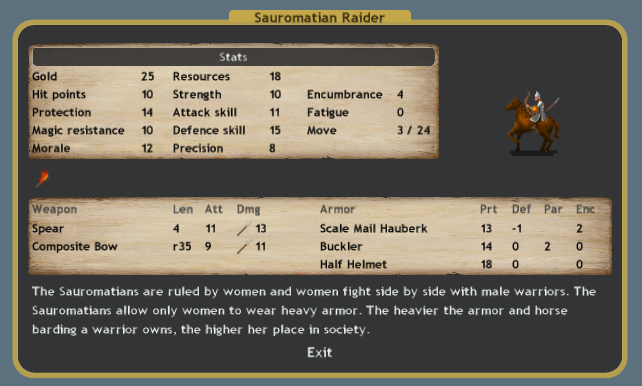 Sauromatian Raider
Stats
Gold 25 Resources 18
Hit points 10 Strength 10 Encumbrance 4
Protection 14 Attack skill 11 Fatigue 0
Magic resistance 10 Defence skill 15 Move 3 / 24
Morale 12 Precision 8
Weapon Len Att Dmg Armor Prt Def Par Enc
Spear 4 11 13 Scale Mail Hauberk 13 -1 2
Composite Bow r35 9 11 Buckler 14 0 2 0
Half Helmet 18 0 0
The Sauromatians are ruled by women and women fight side by side with male warriors. The
Sauromatians allow only women to wear heavy armor. The heavier the armor and horse
barding a warrior owns, the higher her place in society.
Exit